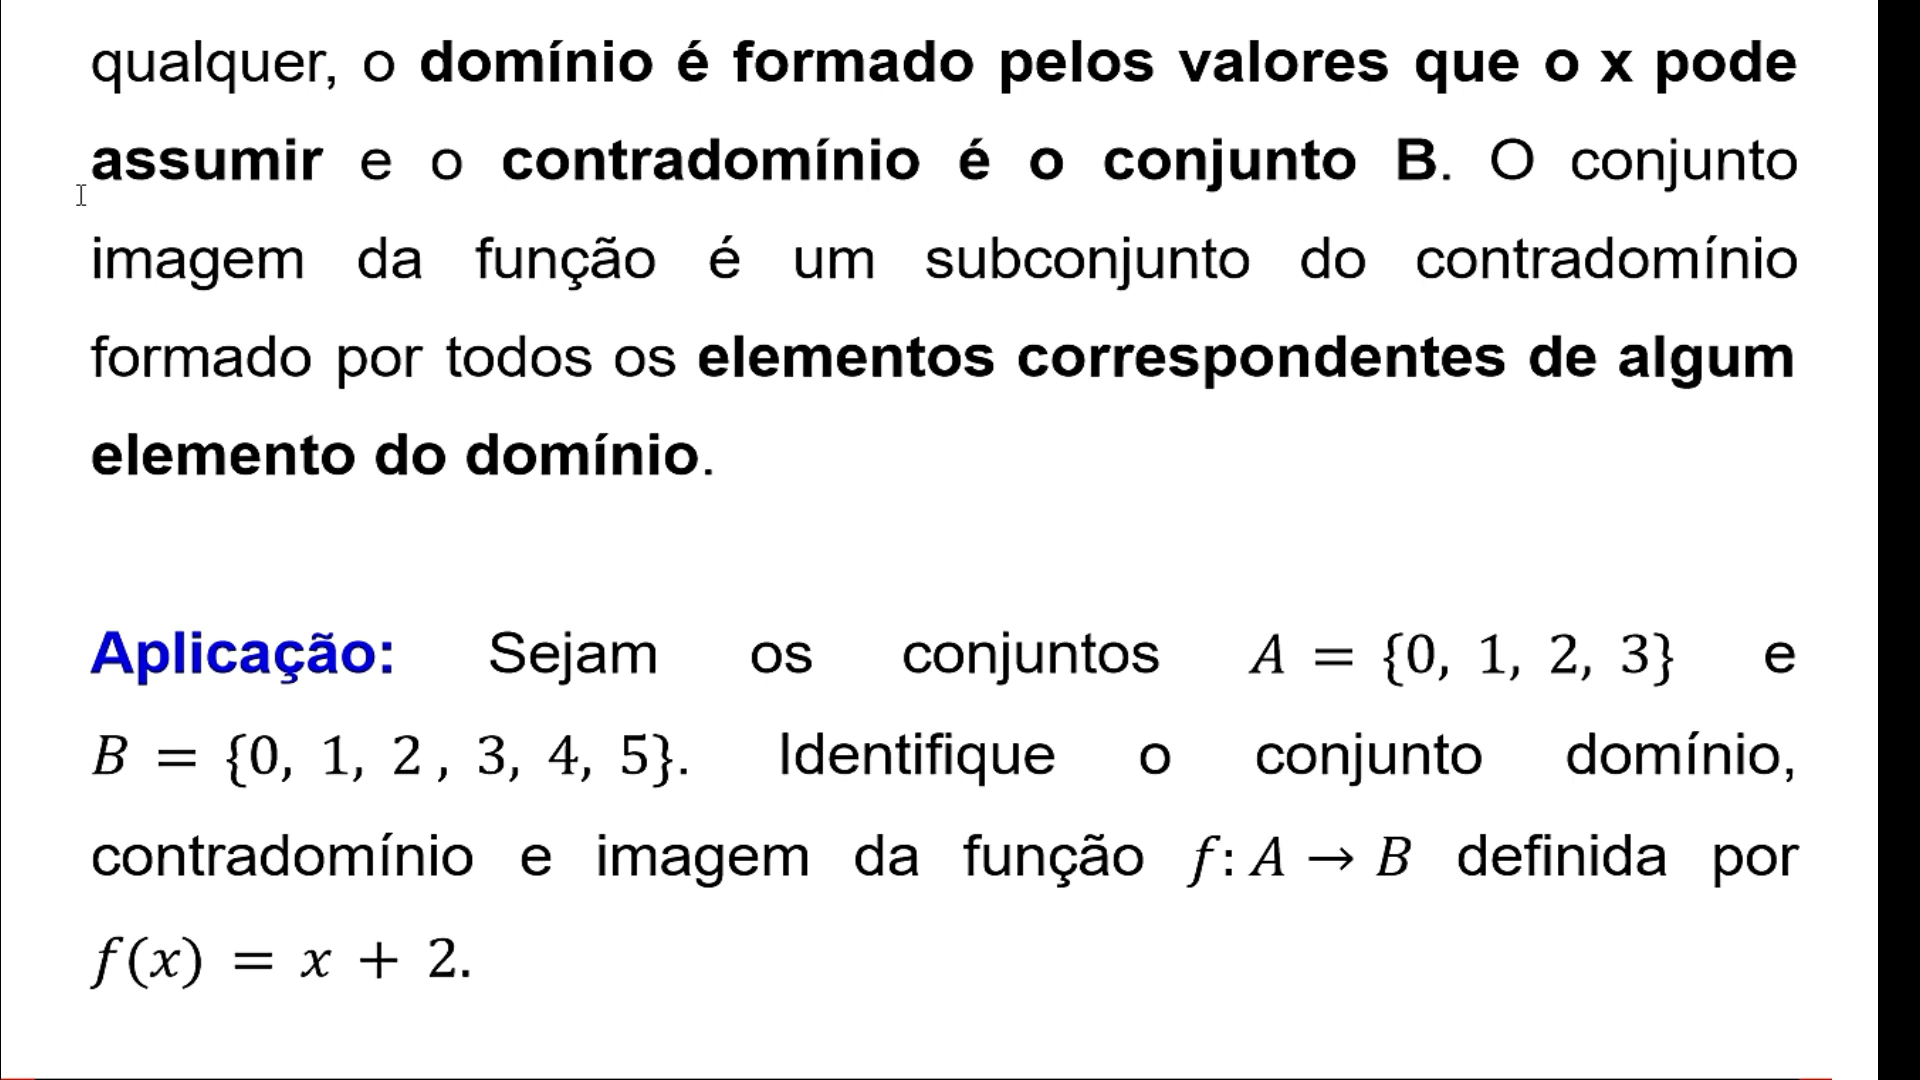 qualquer, o domínio é formado pelos valores que o x pode
assumir e o contradomínio é o conjunto B. O conjunto
imagem da função é um subconjunto do contradomínio
formado por todos os elementos correspondentes de algum
elemento do domínio.
Aplicação: Sejam os conjuntos A = {0, 1, 2, 3} e
B = {0, 1, 2 , 3, 4, 5}. Identifique o conjunto domínio,
contradomínio e imagem da função f: A → B definida por
f(x) = x + 2.